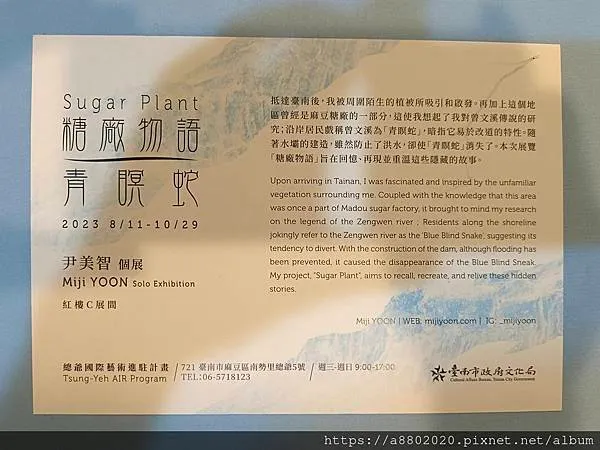 Sugar Plant
糖廠物語
青瞑蛇
2023 8/11-10/29
尹美智 個展
Miji YOON Solo Exhibition
紅樓C展間
抵達臺南後，我被周圍陌生的植被所吸引和啟發。再加上這個地
區曾經是麻豆糖廠的一部分，這使我想起了我對曾文溪傳說的研
究；沿岸居民戲稱曾文溪為「青瞑蛇」，暗指它易於改道的特性。隨
著水壩的建造，雖然防止了洪水，卻使「青瞑蛇」消失了。本次展覽
「糖廠物語」旨在回憶、再現並重溫這些隱藏的故事。
Upon arriving in Tainan, I was fascinated and inspired by the unfamiliar
vegetation surrounding me. Coupled with the knowledge that this area
was once a part of Madou sugar factory, it brought to mind my research
on the legend of the Zengwen river ; Residents along the shoreline
jokingly refer to the Zengwen river as the 'Blue Blind Snake', suggesting its
tendency to divert. With the construction of the dam, although flooding has
been prevented, it caused the disappearance of the Blue Blind Sneak.
My project, "Sugar Plant", aims to recall, recreate, and relive these hidden
stories.
Miji YOON | WEB: mijiyoon.com | IG: _mijiyoon
總爺國際藝術進駐計畫
Tsung-Yeh AIR Program
721 臺南市麻豆區南勢里總爺5號
TEL:06-5718123
週三-週日 9:00-17:00
臺南市政府文化局
Cultural Affairs Bureau, Tainan City Government
https://a8802020.pixnet.net/album